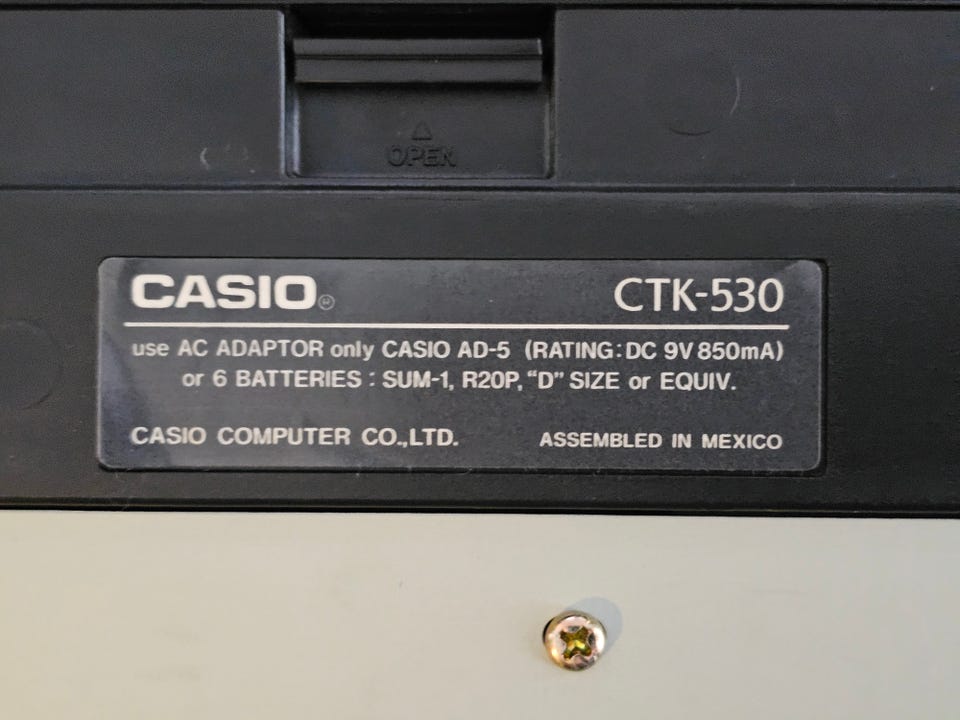 OPEN
CASIO®
CTK-530
use AC ADAPTOR only CASIO AD-5 (RATING:DC 9V 850mA)
or 6 BATTERIES : SUM-1, R20P, “D” SIZE or EQUIV.
CASIO COMPUTER CO.,LTD.
ASSEMBLED IN MEXICO